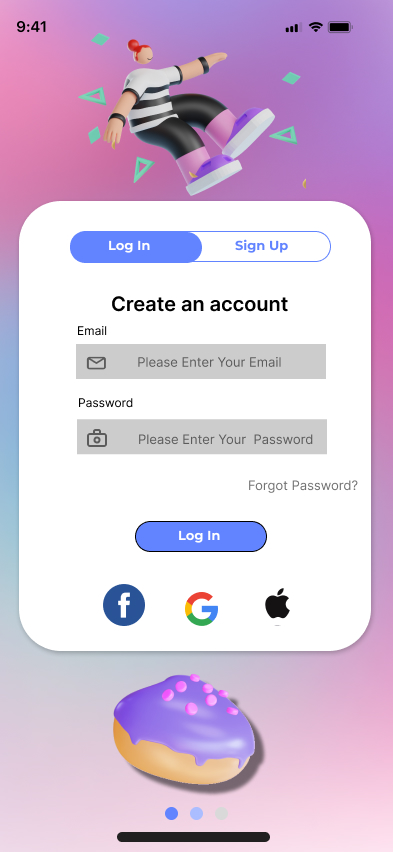 9:41
Log In
Sign Up
Create an account
Email
Please Enter Your Email
Password
Please Enter Your  Password
Forgot Password?
Log In